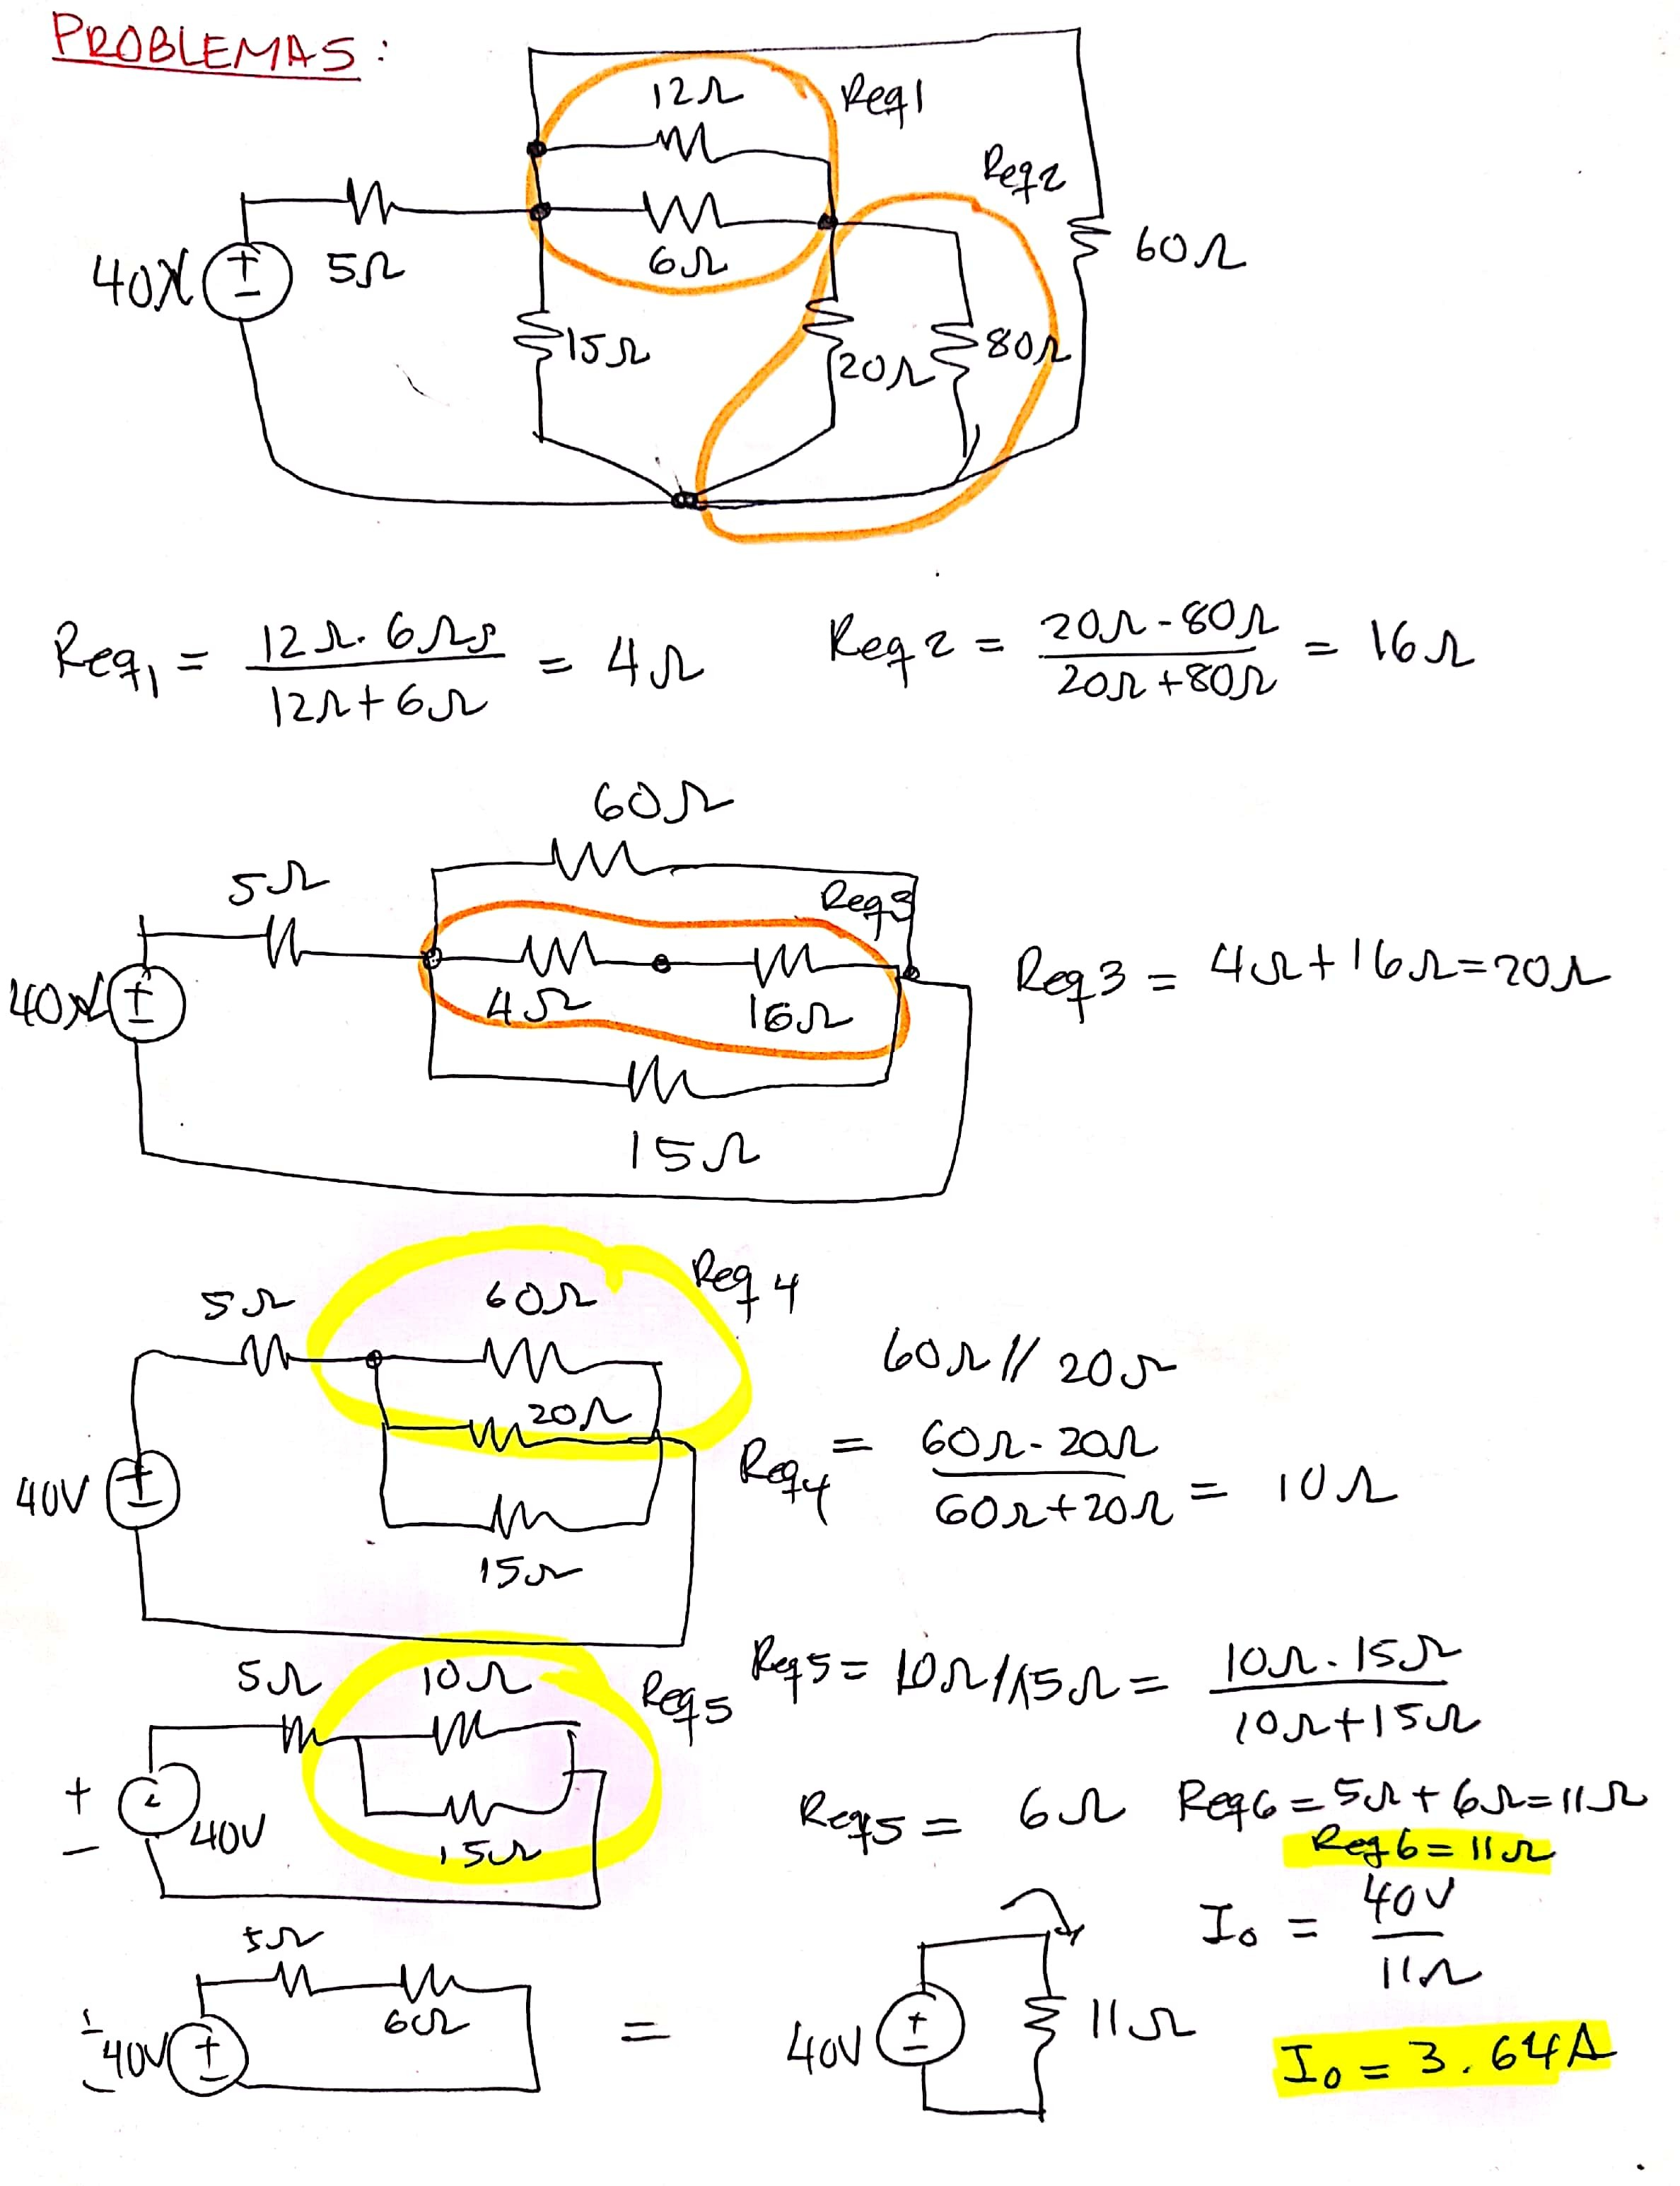 PROBLEMAS:
12Ω
Req1
Req2
40V
+
-
5Ω
6Ω
60Ω
15Ω
20Ω
80Ω
Req1 = 12Ω·6Ω / 12Ω+6Ω = 4Ω
Req2 = 20Ω·80Ω / 20Ω+80Ω = 16Ω
60Ω
5Ω
Req3
40V
+
-
4Ω
16Ω
Req3 = 4Ω+16Ω=20Ω
15Ω
Req 4
5Ω
60Ω
60Ω // 20Ω
20Ω
40V
+
-
Req4 = 60Ω·20Ω / 60Ω+20Ω = 10Ω
15Ω
5Ω
10Ω
Req5
Req5 = 10Ω//15Ω = 10Ω·15Ω / 10Ω+15Ω
+
-
40V
15Ω
Req5 = 6Ω
Req6 = 5Ω+6Ω=11Ω
Req6 = 11Ω
5Ω
6Ω
40V
+
-
=
40V
+
-
11Ω
Io = 40V / 11Ω
Io = 3.64A